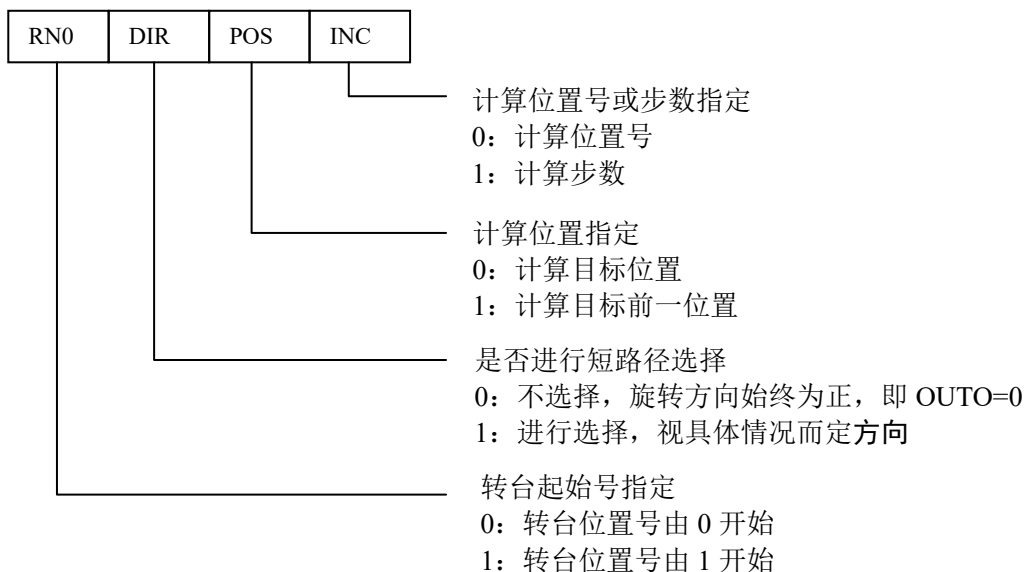 RN0 DIR POS INC
计算位置号或步数指定
0：计算位置号
1：计算步数
计算位置指定
0：计算目标位置
1：计算目标前一位置
是否进行短路径选择
0：不选择，旋转方向始终为正，即 OUTO=0
1：进行选择，视具体情况而定方向
转台起始号指定
0：转台位置号由 0 开始
1：转台位置号由 1 开始